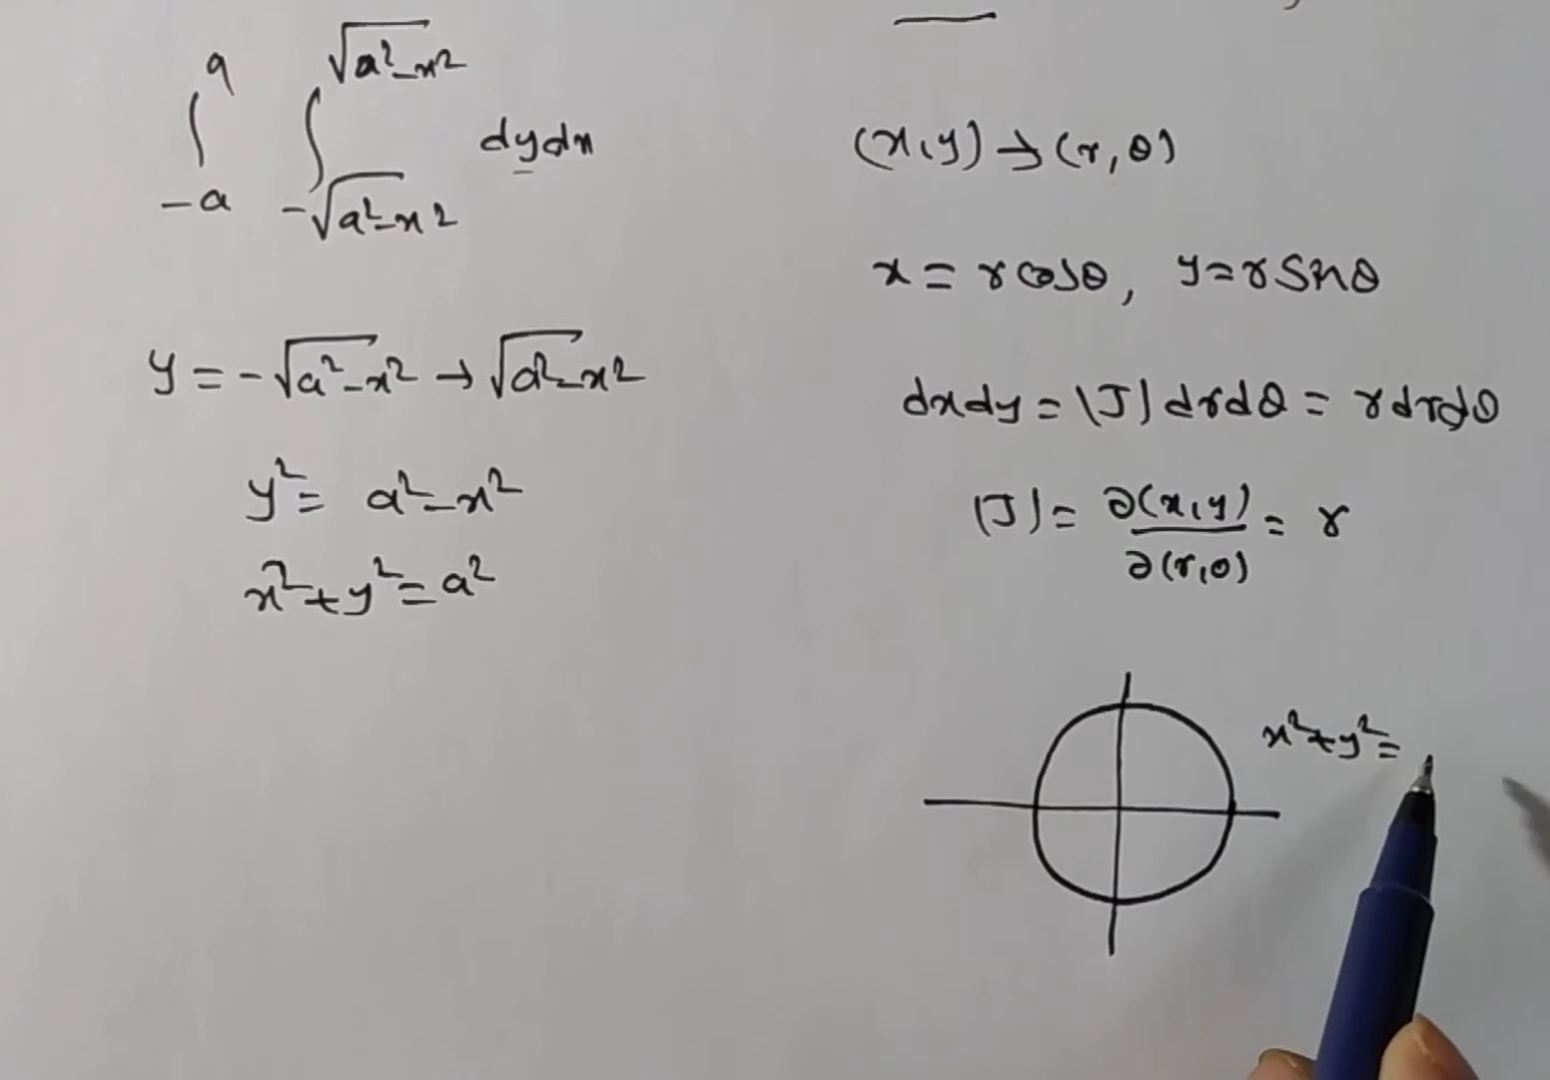 ∫_{-a}^{a} ∫_{-√(a²-x²)}^{√(a²-x²)} dydx
y = -√(a²-x²) → √(a²-x²)
y² = a²-x²
x²+y² = a²
(x,y) → (r,θ)
x = r cosθ, y = r sinθ
dxdy = |J| drdθ = r drdθ
|J| = ∂(x,y)/∂(r,θ) = r
x²+y² =